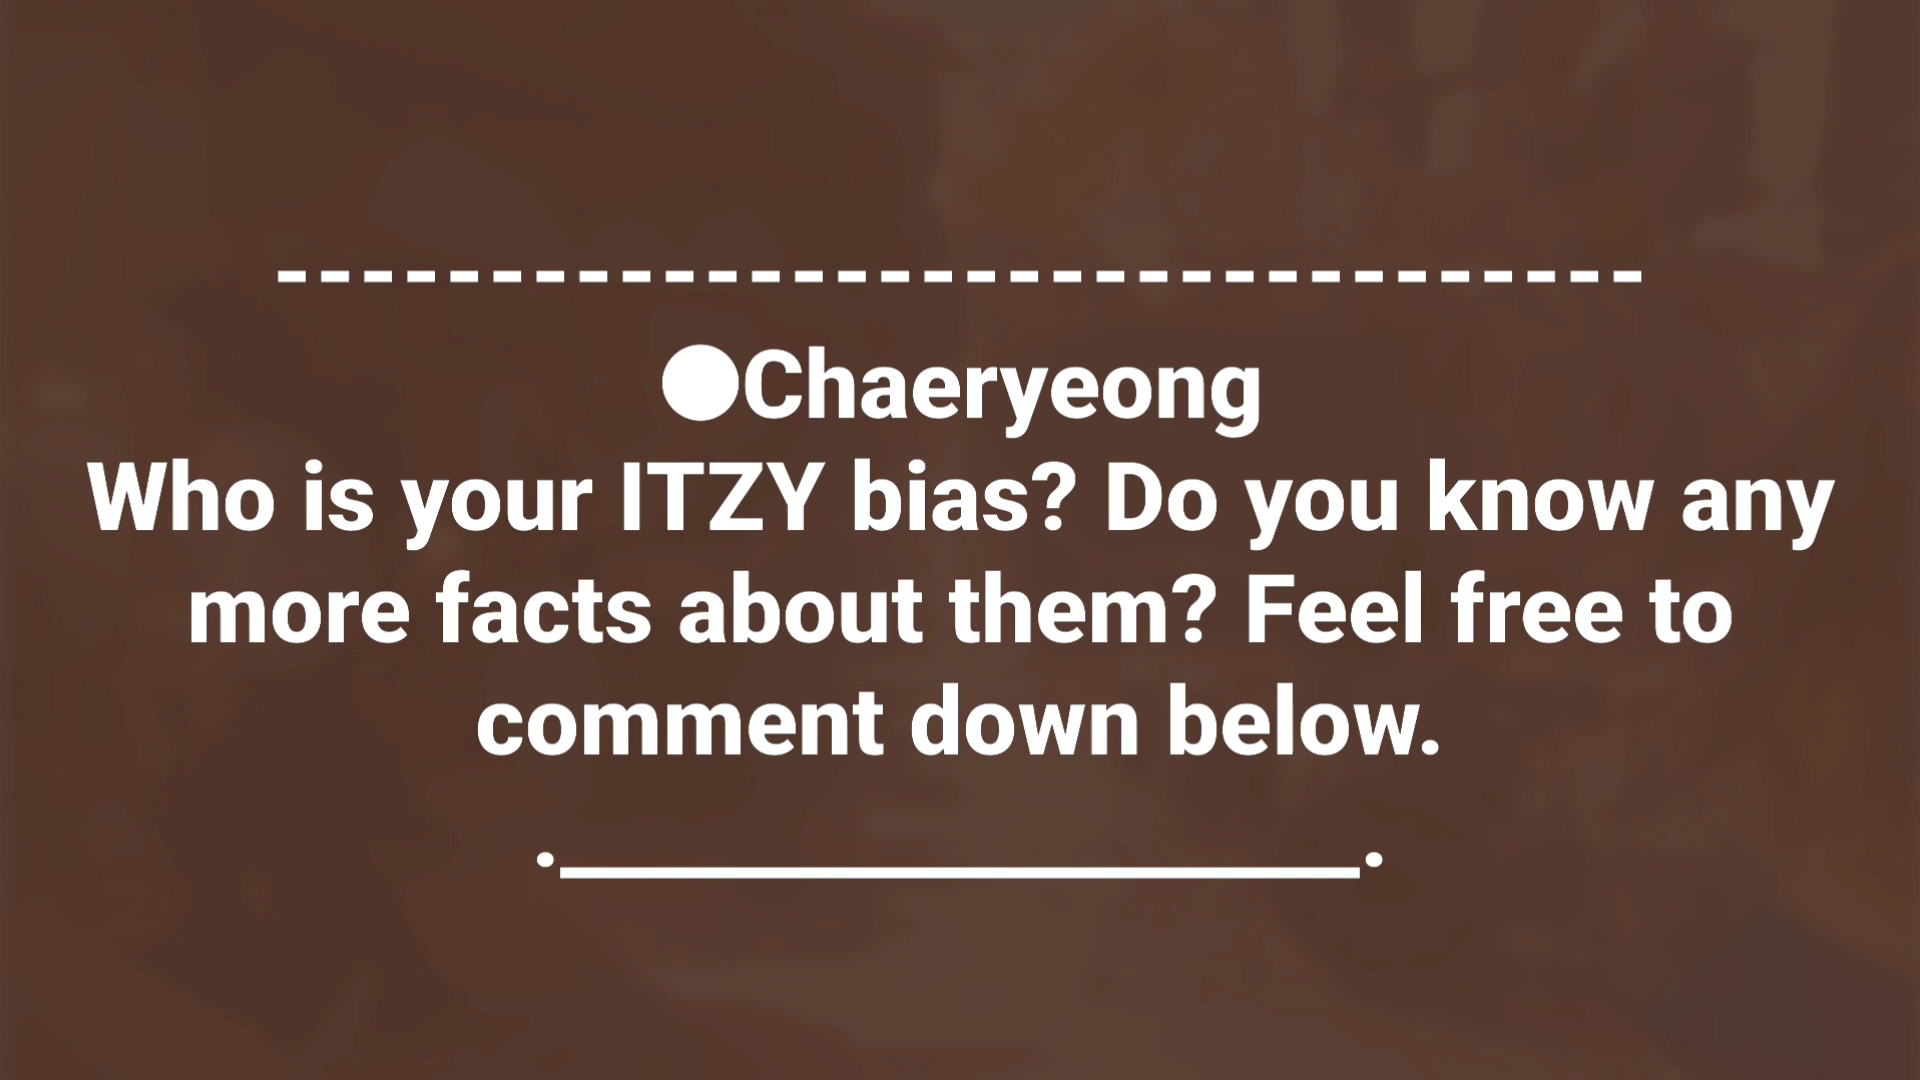 --------------------------------
●Chaeryeong
Who is your ITZY bias? Do you know any
more facts about them? Feel free to
comment down below.
.____________________.